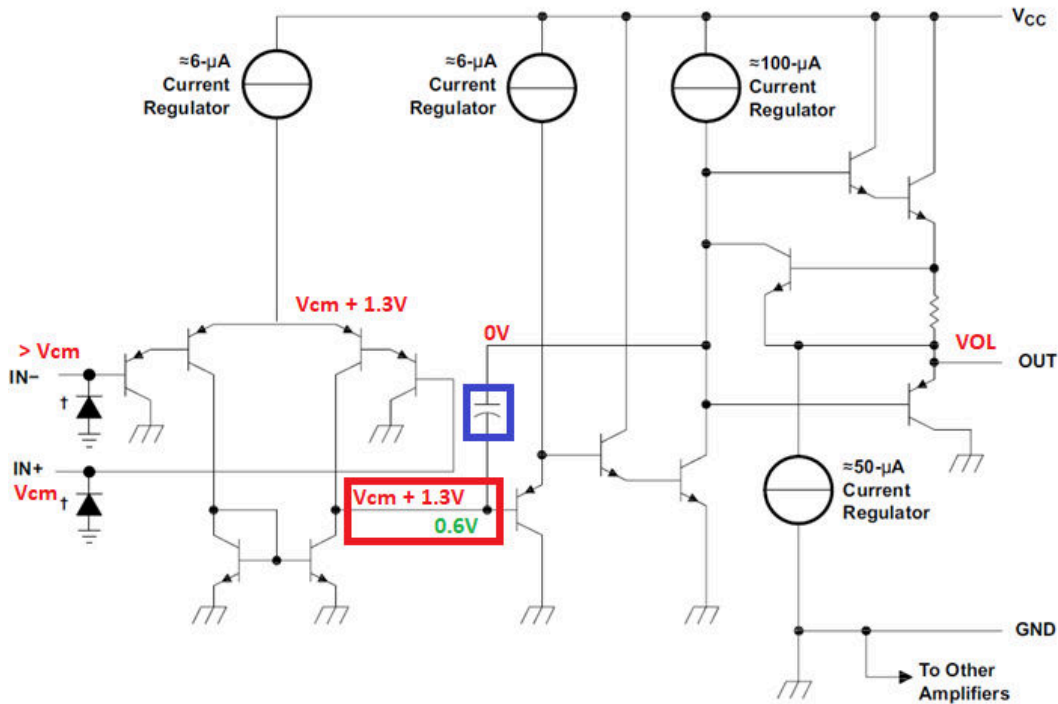 VCC
≈6-µA
Current
Regulator
≈6-µA
Current
Regulator
≈100-µA
Current
Regulator
Vcm + 1.3V
> Vcm
IN−
†
0V
VOL
OUT
IN+
Vcm
†
Vcm + 1.3V
0.6V
≈50-µA
Current
Regulator
GND
To Other
Amplifiers